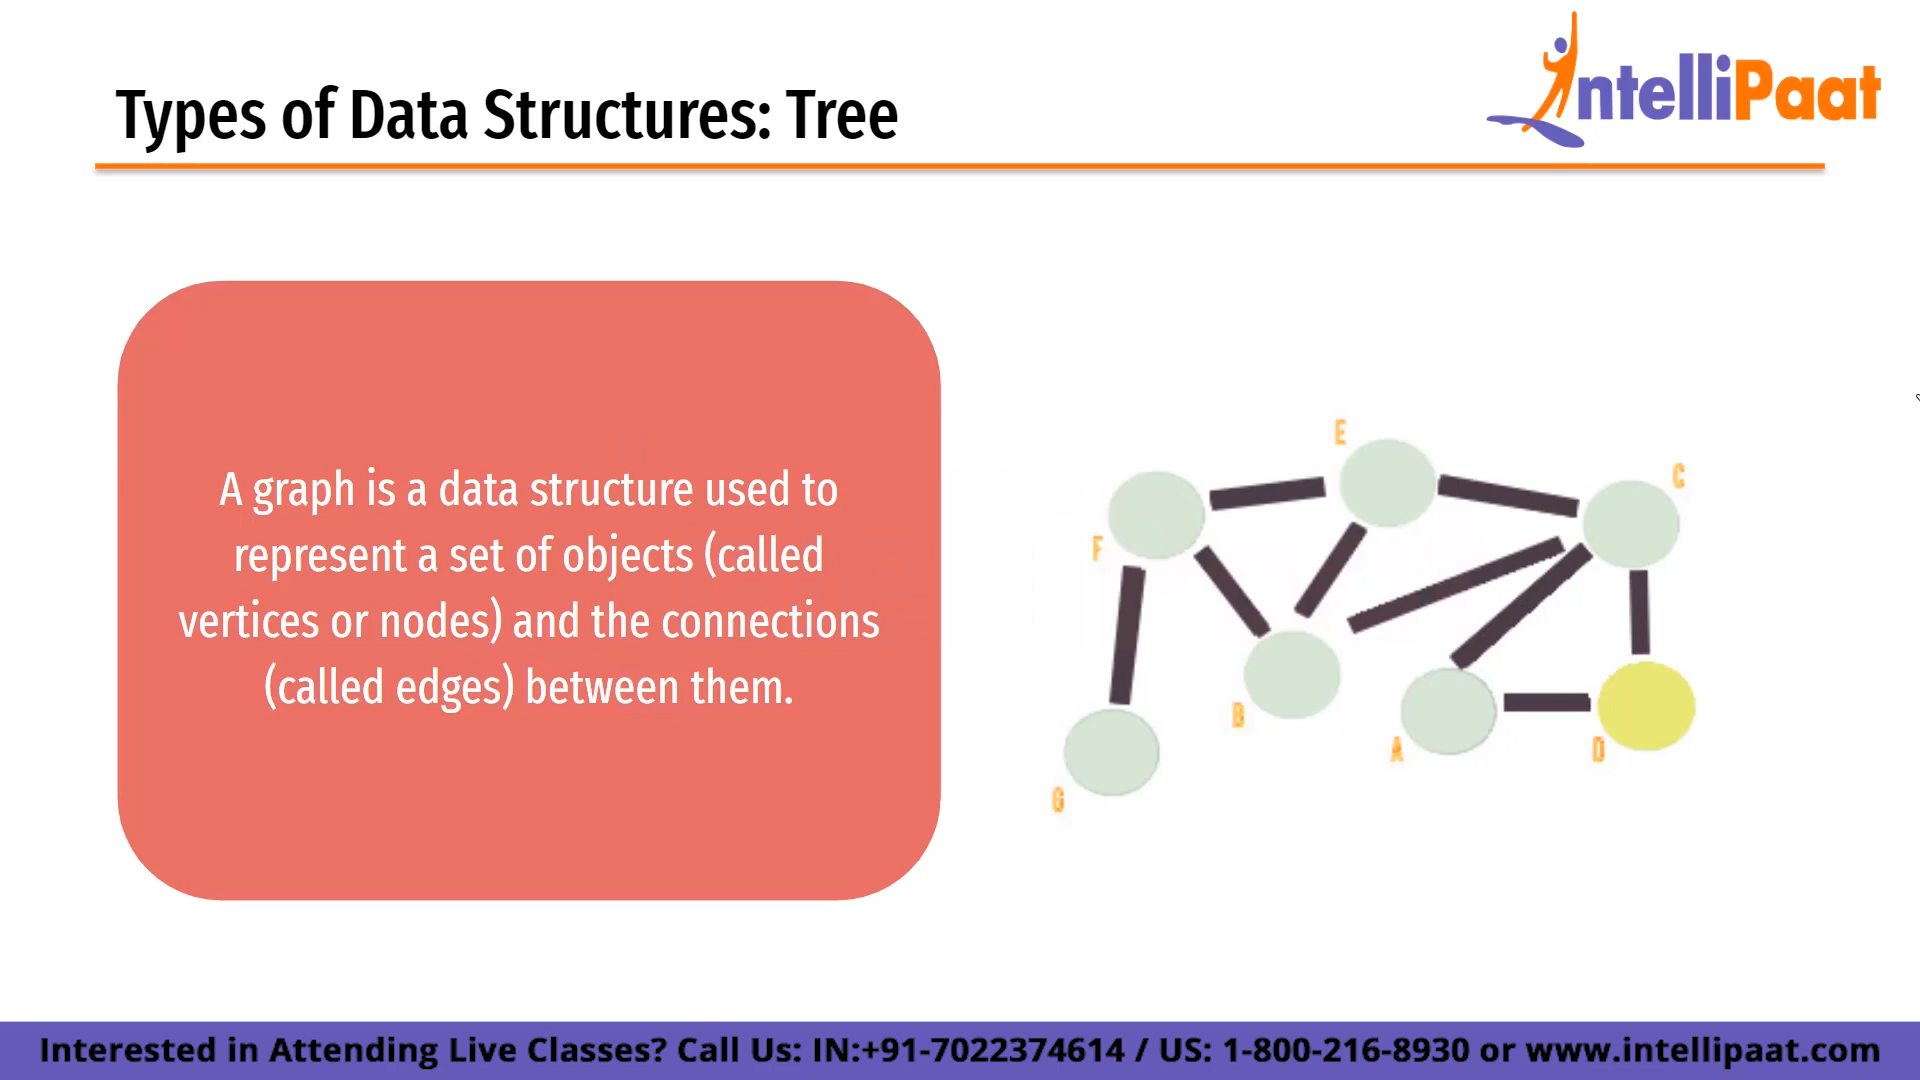 Types of Data Structures: Tree
ntelliPaat
A graph is a data structure used to
represent a set of objects (called
vertices or nodes) and the connections
(called edges) between them.
E
C
F
B
A
D
G
Interested in Attending Live Classes? Call Us: IN:+91-7022374614 / US: 1-800-216-8930 or www.intellipaat.com